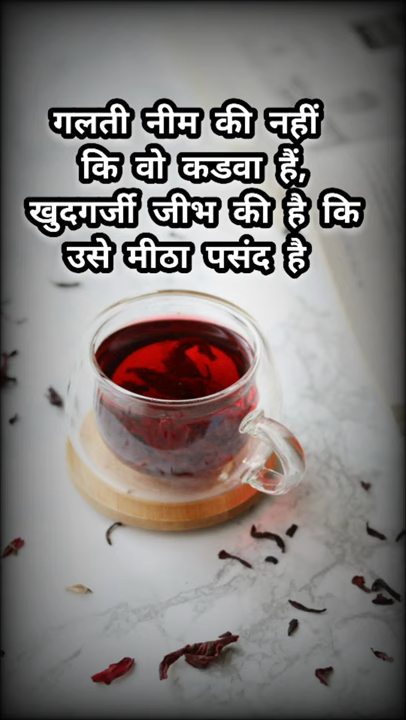 गलती नीम की नहीं
कि वो कडवा हैं,
खुदगर्जी जीभ की है कि
उसे मीठा पसंद है